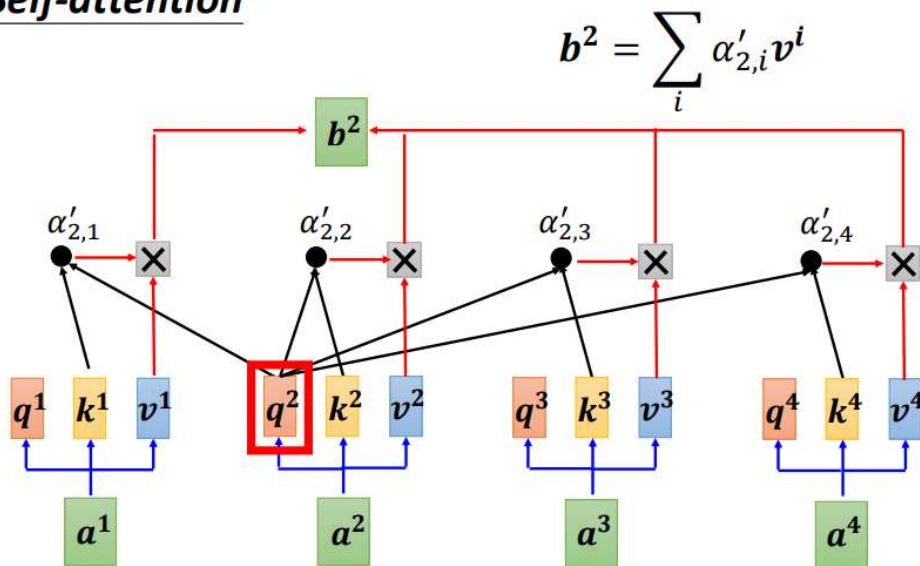 Self-attention
b² = ∑ᵢ α′₂,ᵢ vⁱ
b²
α′₂,₁ α′₂,₂ α′₂,₃ α′₂,₄
q¹ k¹ v¹ q² k² v² q³ k³ v³ q⁴ k⁴ v⁴
a¹ a² a³ a⁴